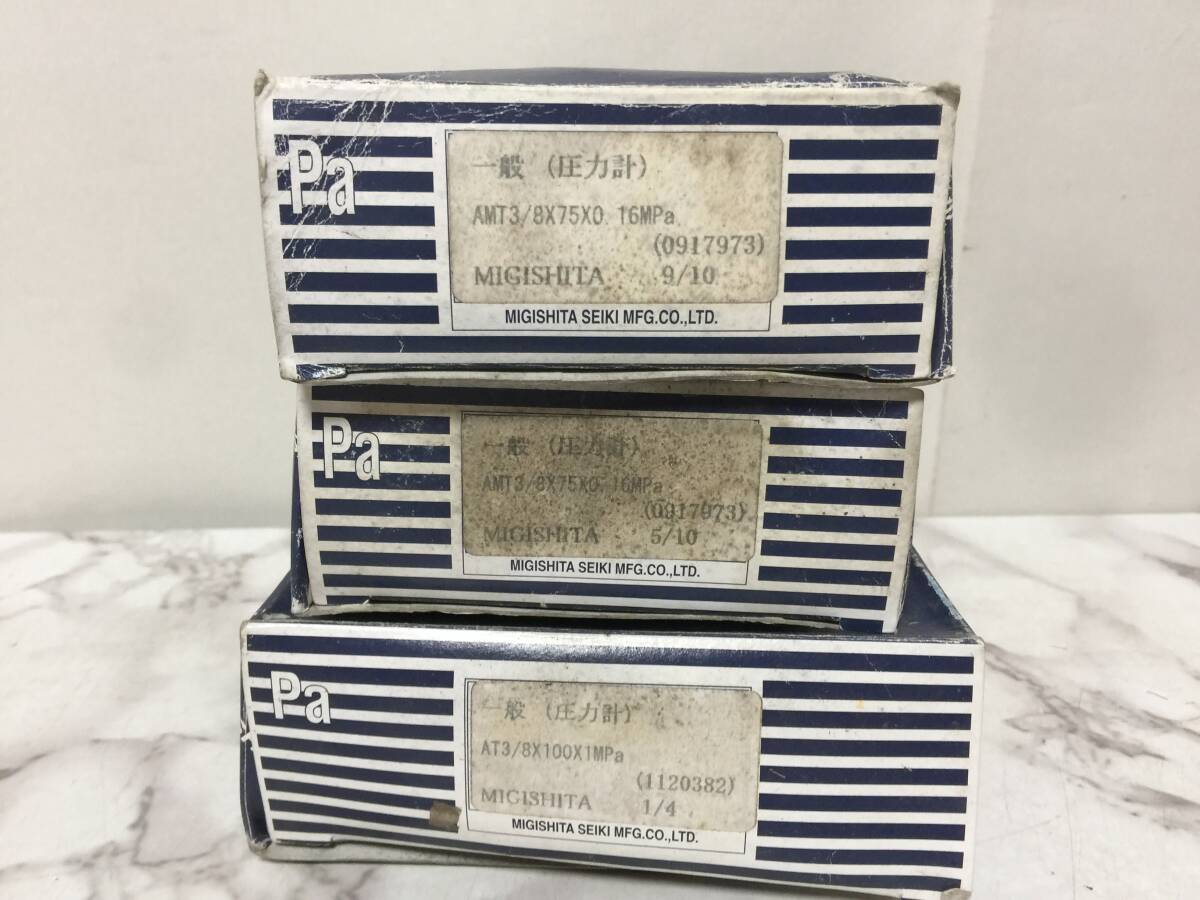 Pa
一般 (圧力計)
AMT3/8X75X0.16MPa
(0917973)
MIGISHITA 9/10
MIGISHITA SEIKI MFG.CO.,LTD.
Pa
一般 (圧力計)
AMT3/8X75X0.16MPa
(0917973)
MIGISHITA 5/10
MIGISHITA SEIKI MFG.CO.,LTD.
Pa
一般 (圧力計)
AT3/8X100X1MPa
(1120382)
MIGISHITA 1/4
MIGISHITA SEIKI MFG.CO.,LTD.